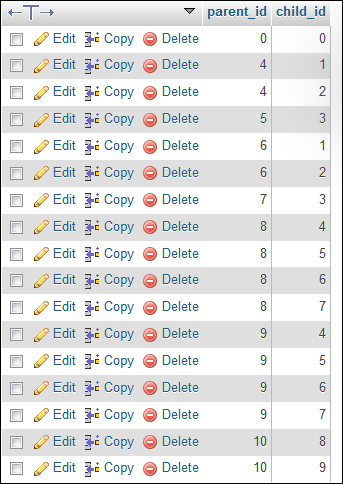 parent_id child_id
Edit Copy Delete 0 0
Edit Copy Delete 4 1
Edit Copy Delete 4 2
Edit Copy Delete 5 3
Edit Copy Delete 6 1
Edit Copy Delete 6 2
Edit Copy Delete 7 3
Edit Copy Delete 8 4
Edit Copy Delete 8 5
Edit Copy Delete 8 6
Edit Copy Delete 8 7
Edit Copy Delete 9 4
Edit Copy Delete 9 5
Edit Copy Delete 9 6
Edit Copy Delete 9 7
Edit Copy Delete 10 8
Edit Copy Delete 10 9